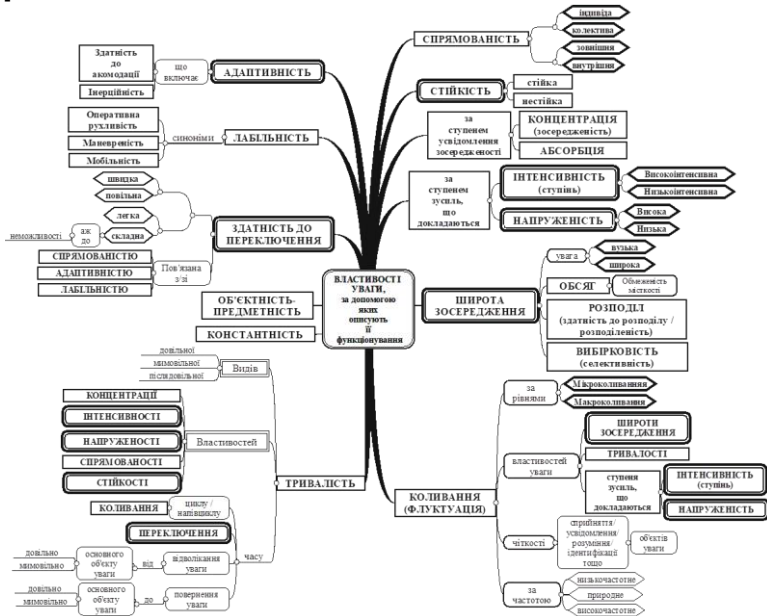 ВЛАСТИВОСТІ
УВАГИ,
за допомогою
яких
описують
її
функціонування
СПРЯМОВАНІСТЬ
індивіда
колектива
зовнішня
внутрішня
СТІЙКІСТЬ
стійка
нестійка
за
ступенем
усвідомлення
зосередженості
КОНЦЕНТРАЦІЯ
(зосередженість)
АБСОРБЦІЯ
за
ступенем
зусиль,
що
докладаються
ІНТЕНСИВНІСТЬ
(ступінь)
Високоінтенсивна
Низькоінтенсивна
НАПРУЖЕНІСТЬ
Висока
Низька
ШИРОТА
ЗОСЕРЕДЖЕННЯ
увага
вузька
широка
ОБСЯГ
Обмеженість
місткості
РОЗПОДІЛ
(здатність до розподілу /
розподіленість)
ВИБІРКОВІСТЬ
(селективність)
КОЛИВАННЯ
(ФЛУКТУАЦІЯ)
за
рівнями
Мікроколиванняя
Макроколивання
властивостей
уваги
ШИРОТИ
ЗОСЕРЕДЖЕННЯ
ТРИВАЛОСТІ
ступеня
зусиль,
що
докладаються
ІНТЕНСИВНІСТЬ
(ступінь)
НАПРУЖЕНІСТЬ
чіткості
сприйняття/
усвідомлення/
розуміння/
ідентифікації
тощо
об'єктів
уваги
за
частотою
низькочастотне
природне
високочастотне
АДАПТИВНІСТЬ
що
включає
Здатність
до
акомодації
Інерційність
ЛАБІЛЬНІСТЬ
синоніми
Оперативна
рухливість
Маневреність
Мобільність
ЗДАТНІСТЬ ДО
ПЕРЕКЛЮЧЕННЯ
швидка
повільна
легка
складна
аж
до
неможливості
Пов'язана
з/зі
СПРЯМОВАНІСТЮ
АДАПТИВНІСТЮ
ЛАБІЛЬНІСТЮ
ОБ'ЄКТНІСТЬ-
ПРЕДМЕТНІСТЬ
КОНСТАНТНІСТЬ
ТРИВАЛІСТЬ
Видів
довільної
мимовільної
післядовільної
Властивостей
КОНЦЕНТРАЦІЇ
ІНТЕНСИВНОСТІ
НАПРУЖЕНОСТІ
СПРЯМОВАНОСТІ
СТІЙКОСТІ
часу
циклу /
напівциклу
КОЛИВАННЯ
ПЕРЕКЛЮЧЕННЯ
відволікання
уваги
від
основного
об'єкту
уваги
довільно
мимовільно
повернення
уваги
до
основного
об'єкту
уваги
довільно
мимовільно